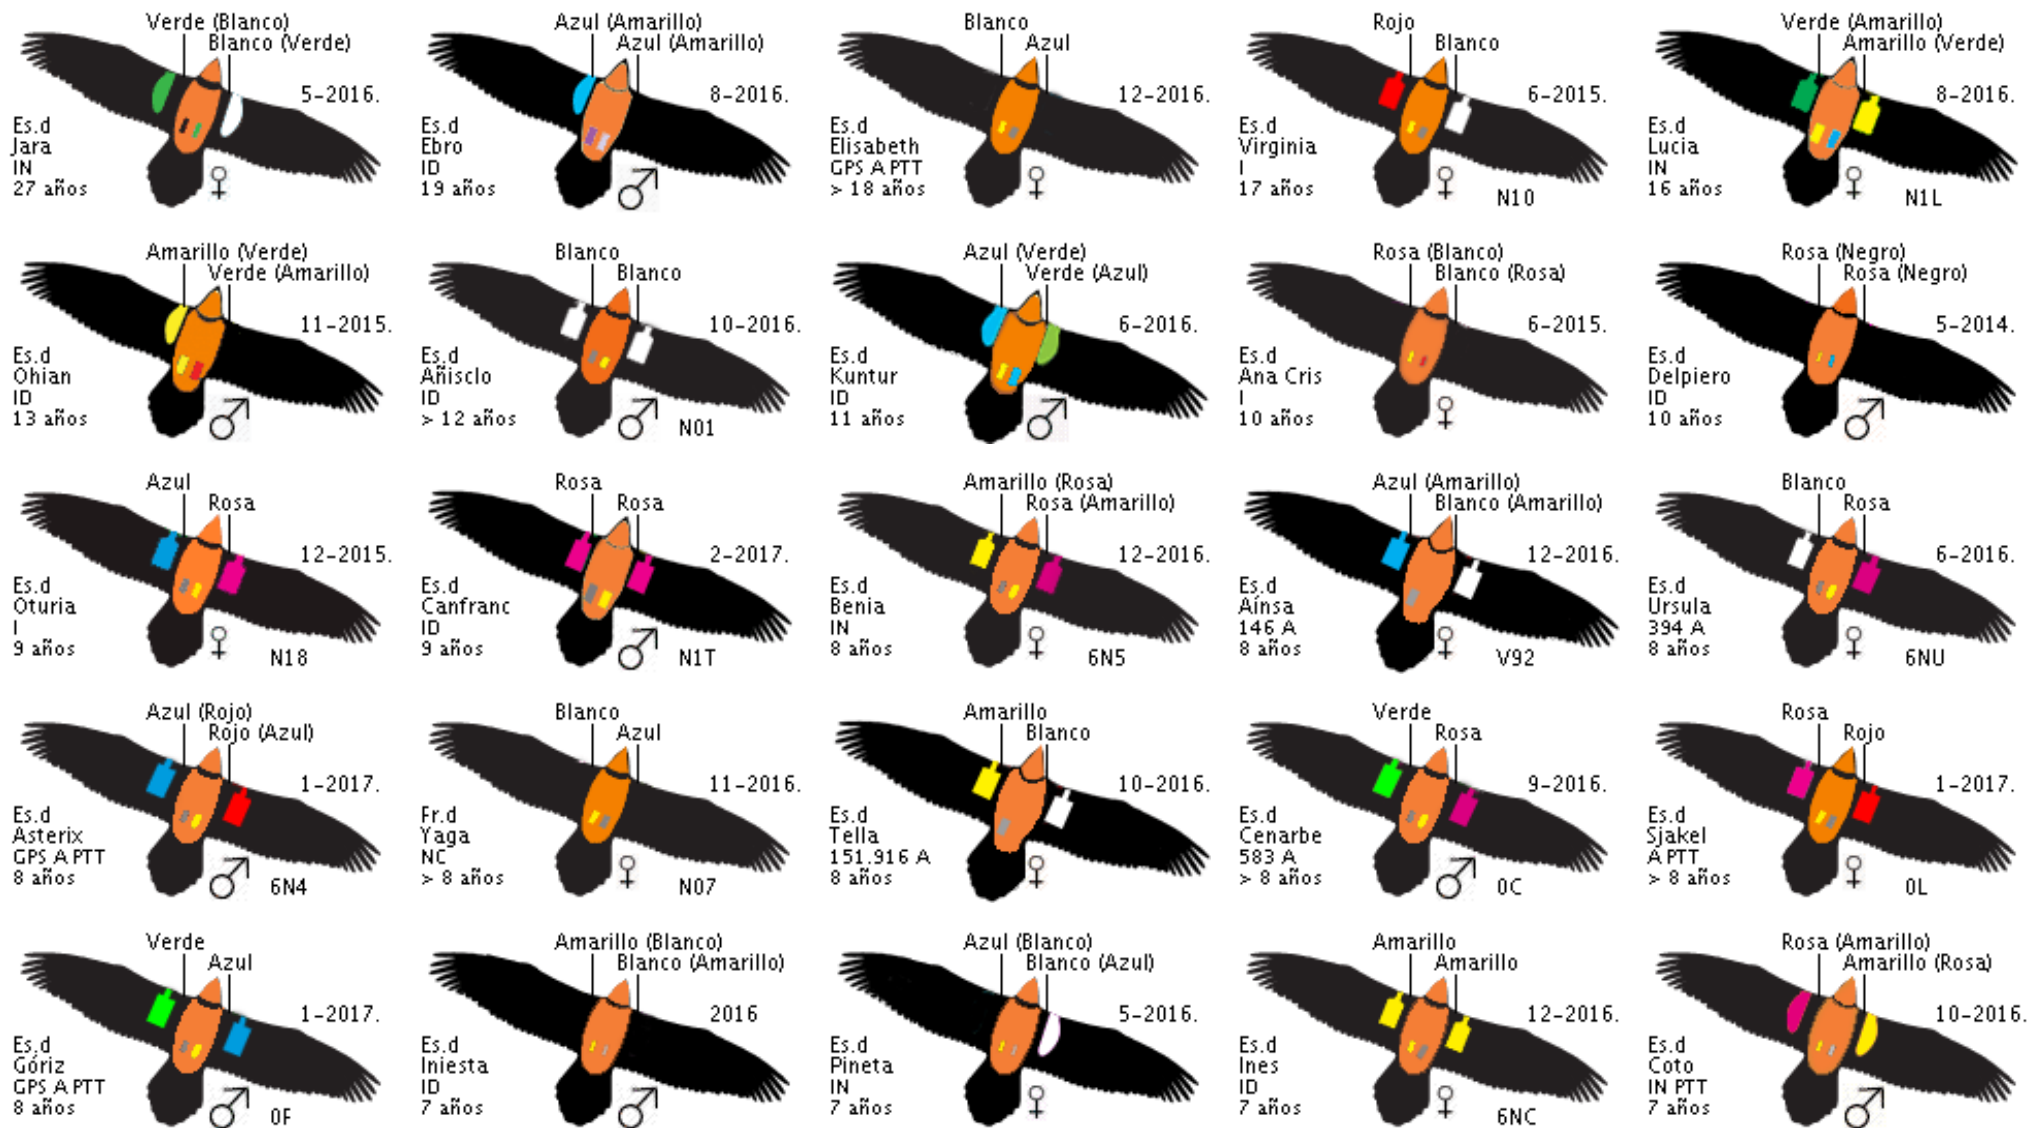 Verde (Blanco)
Blanco (Verde)
5-2016.
Es.d
Jara
IN
27 años
♀
Azul (Amarillo)
Azul (Amarillo)
8-2016.
Es.d
Ebro
ID
19 años
♂
Blanco
Azul
12-2016.
Es.d
Elisabeth
GPS A PTT
> 18 años
♀
Rojo
Blanco
6-2015.
Es.d
Virginia
I
17 años
♀
N10
Verde (Amarillo)
Amarillo (Verde)
8-2016.
Es.d
Lucia
IN
16 años
♀
N1L
Amarillo (Verde)
Verde (Amarillo)
11-2015.
Es.d
Ohian
ID
13 años
♂
Blanco
Blanco
10-2016.
Es.d
Añisclo
ID
> 12 años
♂
N01
Azul (Verde)
Verde (Azul)
6-2016.
Es.d
Kuntur
ID
11 años
♂
Rosa (Blanco)
Blanco (Rosa)
6-2015.
Es.d
Ana Cris
I
10 años
♀
Rosa (Negro)
Rosa (Negro)
5-2014.
Es.d
Delpiero
ID
10 años
♂
Azul
Rosa
12-2015.
Es.d
Oturia
I
9 años
♀
N18
Rosa
Rosa
2-2017.
Es.d
Canfranc
ID
9 años
♂
N1T
Amarillo (Rosa)
Rosa (Amarillo)
12-2016.
Es.d
Benia
IN
8 años
♀
6N5
Azul (Amarillo)
Blanco (Amarillo)
12-2016.
Es.d
Aínsa
146 A
8 años
♀
V92
Blanco
Rosa
6-2016.
Es.d
Ursula
394 A
8 años
♀
6NU
Azul (Rojo)
Rojo (Azul)
1-2017.
Es.d
Asterix
GPS A PTT
8 años
♂
6N4
Blanco
Azul
11-2016.
Fr.d
Yaga
NC
> 8 años
♀
N07
Amarillo
Blanco
10-2016.
Es.d
Tella
151.916 A
8 años
♀
Verde
Rosa
9-2016.
Es.d
Cenarbe
583 A
> 8 años
♂
0C
Rosa
Rojo
1-2017.
Es.d
Sjakel
A PTT
> 8 años
♀
0L
Verde
Azul
1-2017.
Es.d
Góriz
GPS A PTT
8 años
♂
0F
Amarillo (Blanco)
Blanco (Amarillo)
2016
Es.d
Iniesta
ID
7 años
♂
Azul (Blanco)
Blanco (Azul)
5-2016.
Es.d
Pineta
IN
7 años
♀
Amarillo
Amarillo
12-2016.
Es.d
Ines
ID
7 años
♀
6NC
Rosa (Amarillo)
Amarillo (Rosa)
10-2016.
Es.d
Coto
IN PTT
7 años
♂